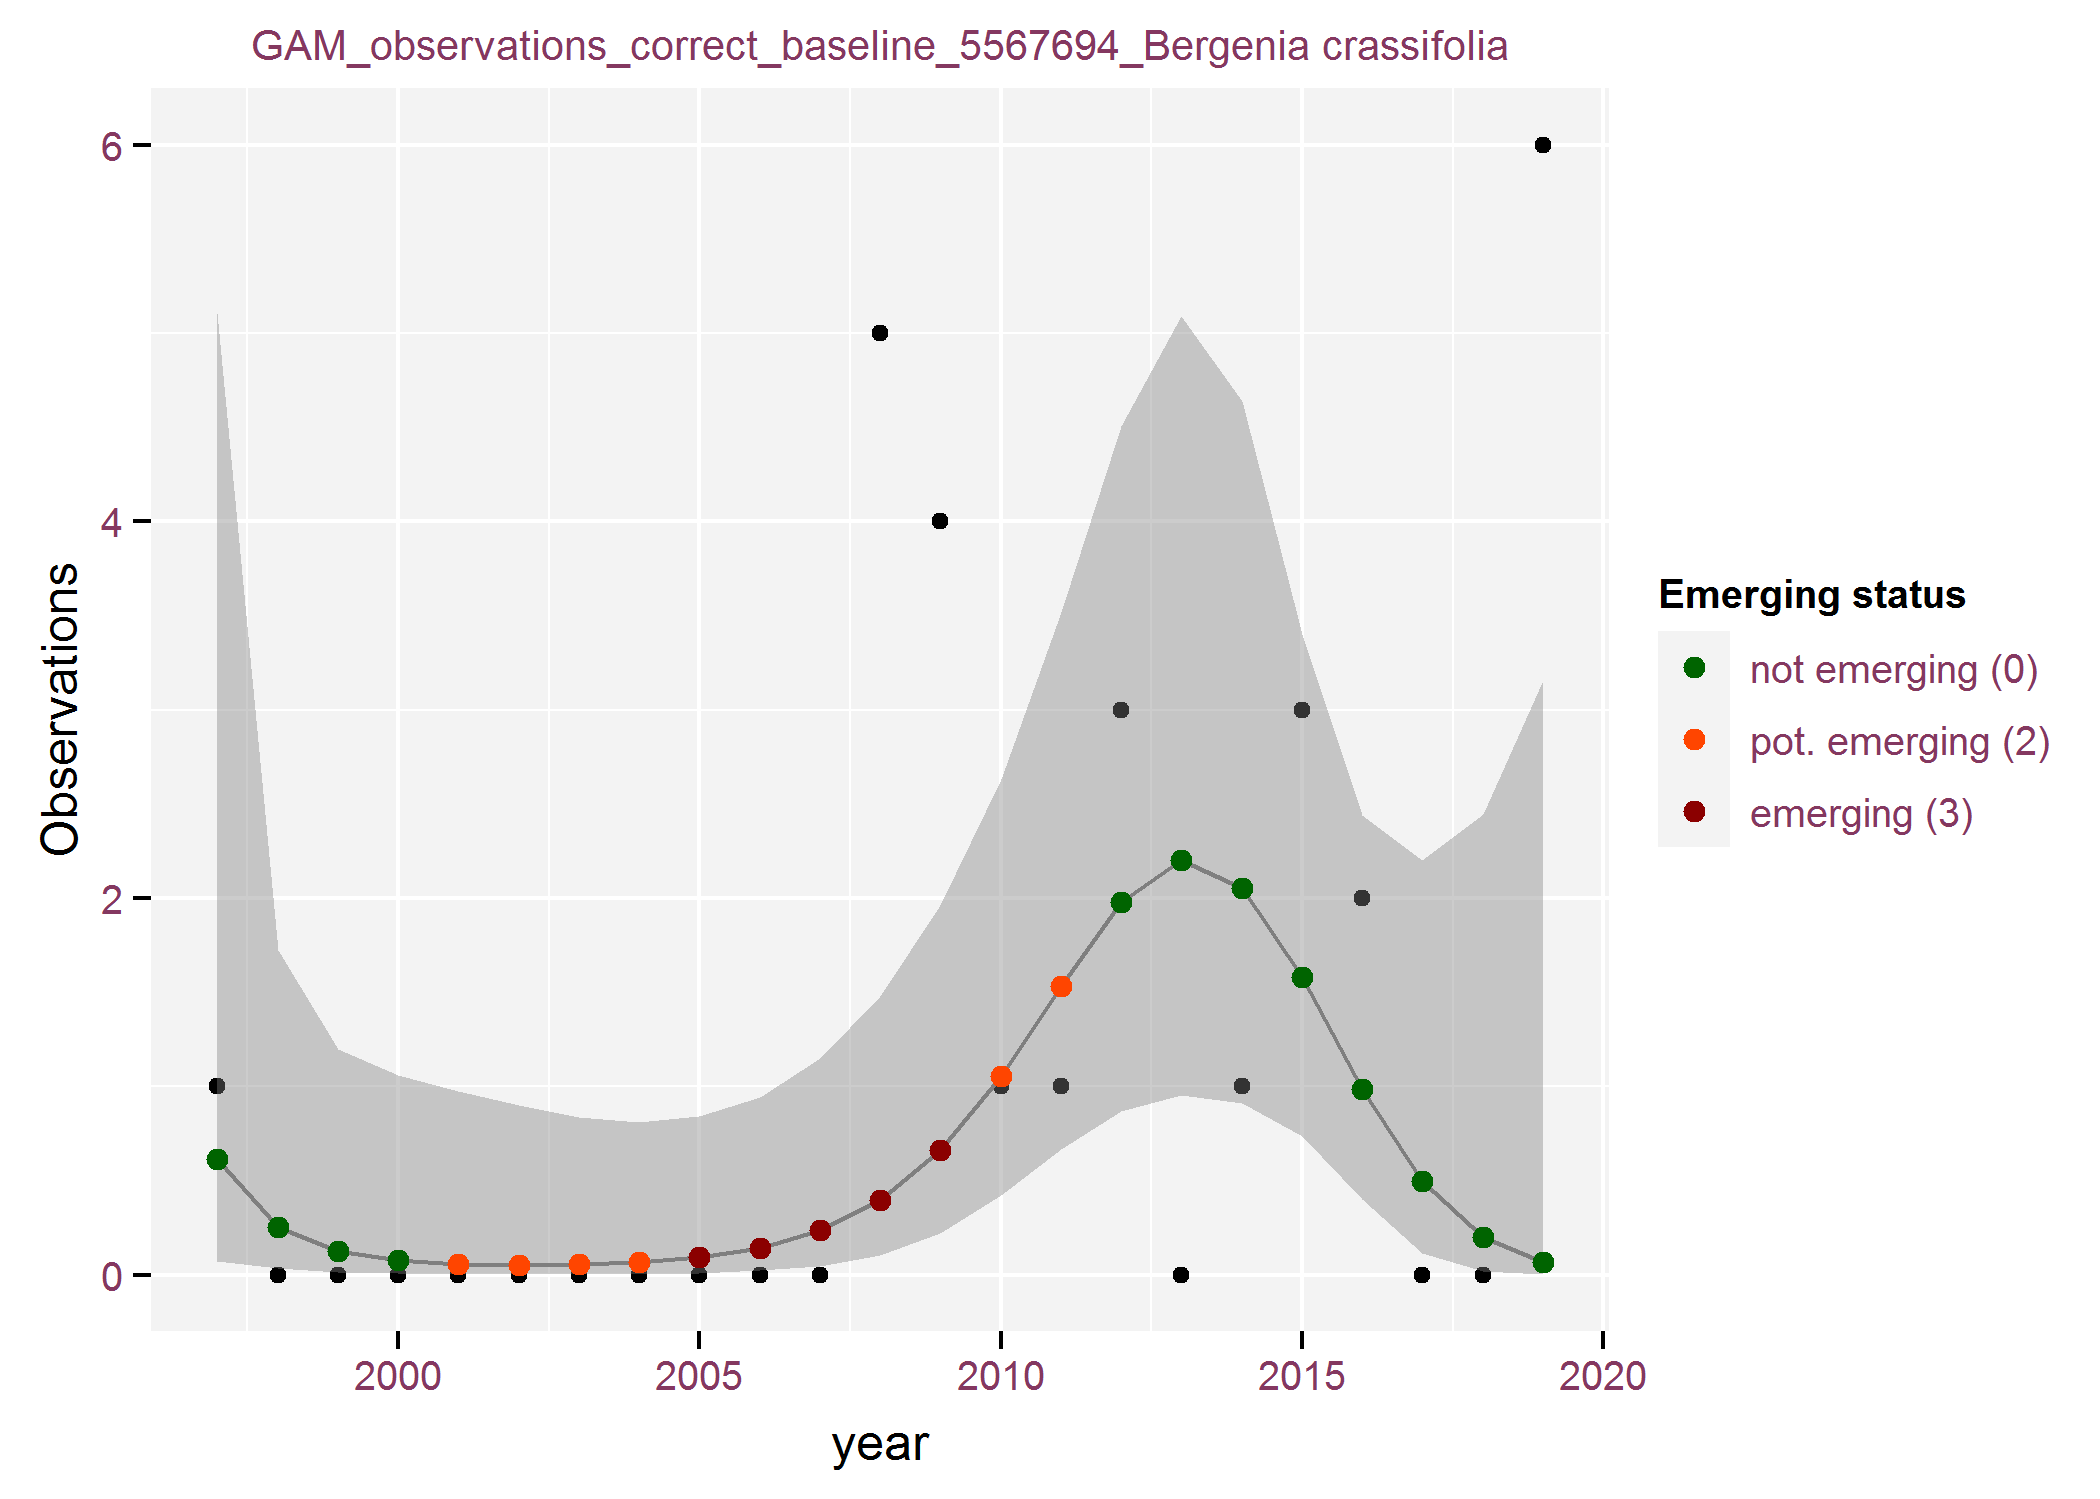 GAM_observations_correct_baseline_5567694_Bergenia crassifolia
6
4
2
0
Observations
2000
2005
2010
2015
2020
year
Emerging status
not emerging (0)
pot. emerging (2)
emerging (3)